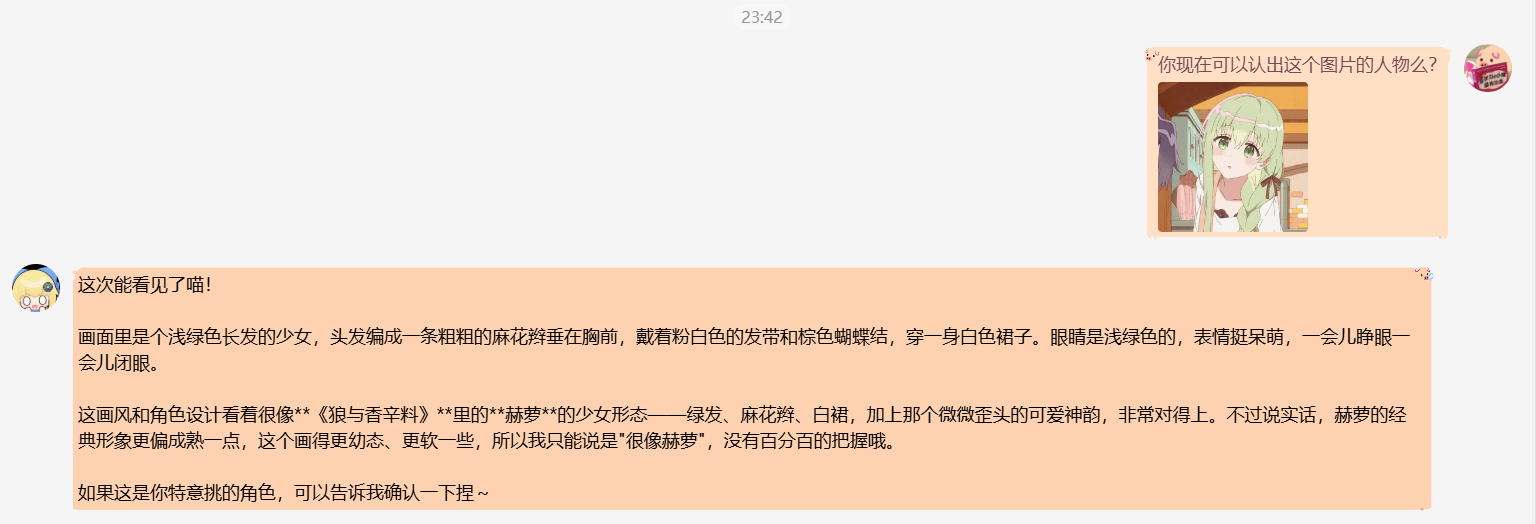 23:42
你现在可以认出这个图片的人物么?
这次能看见了喵!
画面里是个浅绿色长发的少女，头发编成一条粗粗的麻花辫垂在胸前，戴着粉白色的发带和棕色蝴蝶结，穿一身白色裙子。眼睛是浅绿色的，表情挺呆萌，一会儿睁眼一
会儿闭眼。
这画风和角色设计看着很像**《狼与香辛料》**里的**赫萝**的少女形态——绿发、麻花辫、白裙，加上那个微微歪头的可爱神韵，非常对得上。不过说实话，赫萝的经
典形象更偏成熟一点，这个画得更幼态、更软一些，所以我只能说是"很像赫萝"，没有百分百的把握哦。
如果这是你特意挑的角色，可以告诉我确认一下捏～